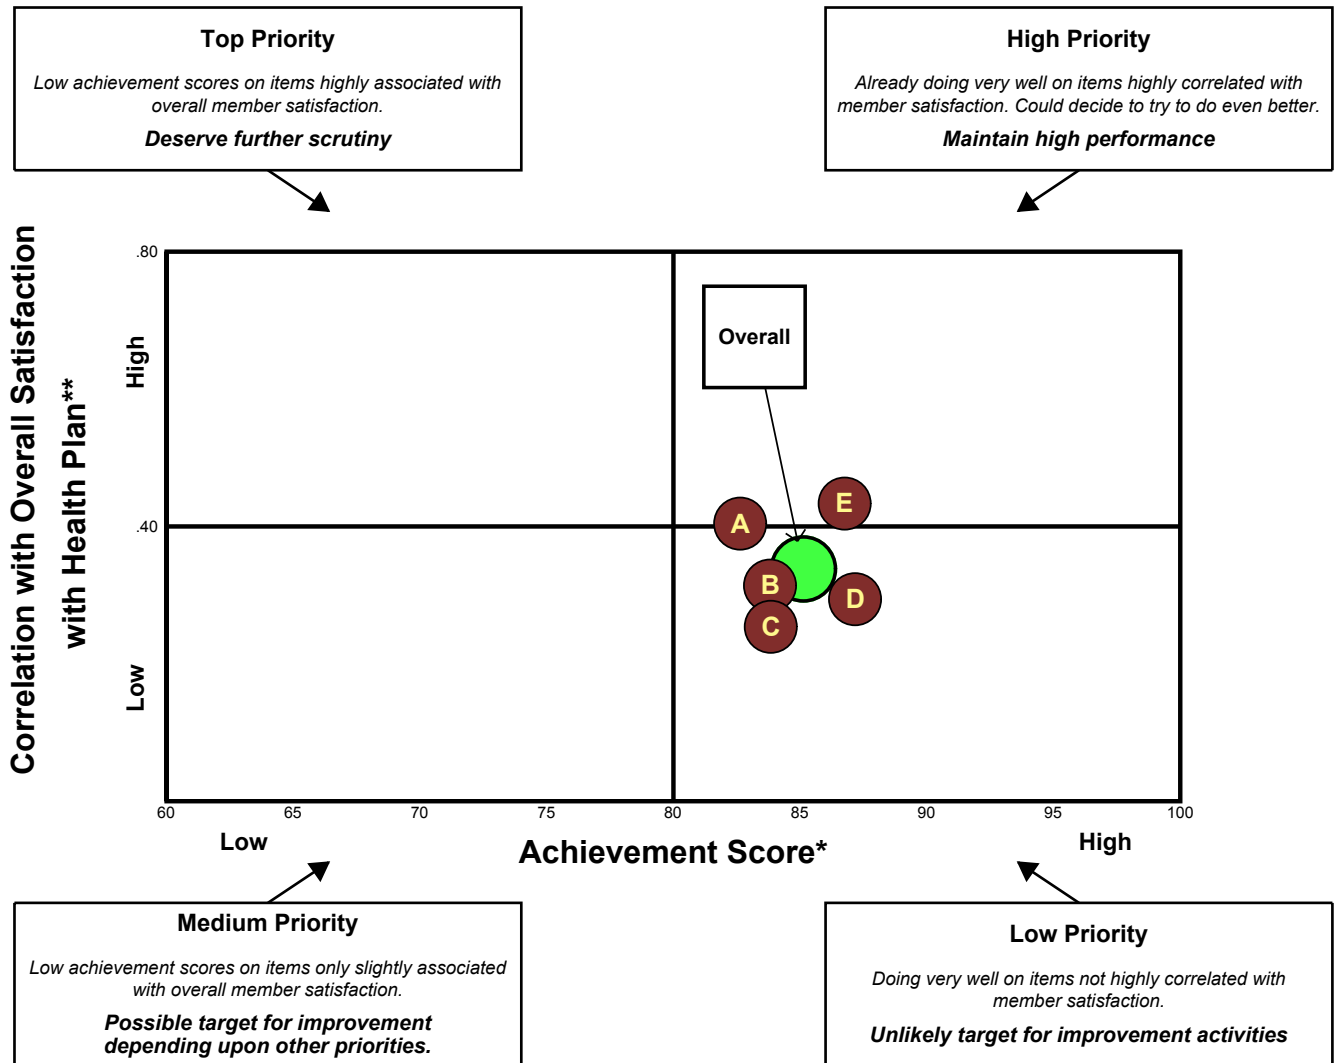 Top Priority
Low achievement scores on items highly associated with
overall member satisfaction.
Deserve further scrutiny
High Priority
Already doing very well on items highly correlated with
member satisfaction. Could decide to try to do even better.
Maintain high performance
Correlation with Overall Satisfaction
with Health Plan**
High
Low
.80
.40
Overall
A
E
B
D
C
60
65
70
75
80
85
90
95
100
Low
Achievement Score*
High
Medium Priority
Low achievement scores on items only slightly associated
with overall member satisfaction.
Possible target for improvement
depending upon other priorities.
Low Priority
Doing very well on items not highly correlated with
member satisfaction.
Unlikely target for improvement activities